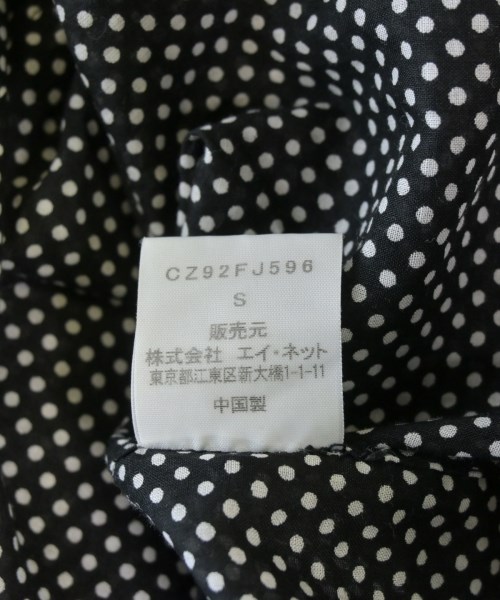 CZ92FJ596
S
販売元
株式会社 エイ・ネット
東京都江東区新大橋1-1-11
中国製